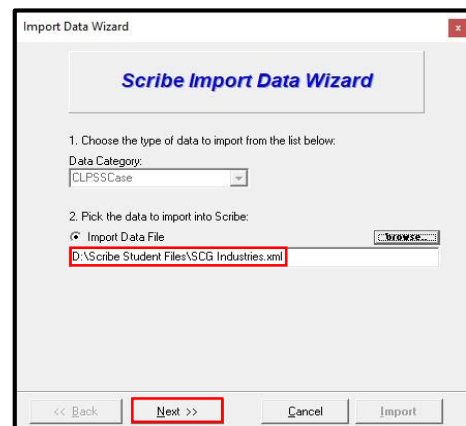 Import Data Wizard
x
Scribe Import Data Wizard
1. Choose the type of data to import from the list below:
Data Category:
CLPSSCase
2. Pick the data to import into Scribe:
Import Data File
browse...
D:\Scribe Student Files\SCG Industries.xml
<< Back Next >> Cancel Import